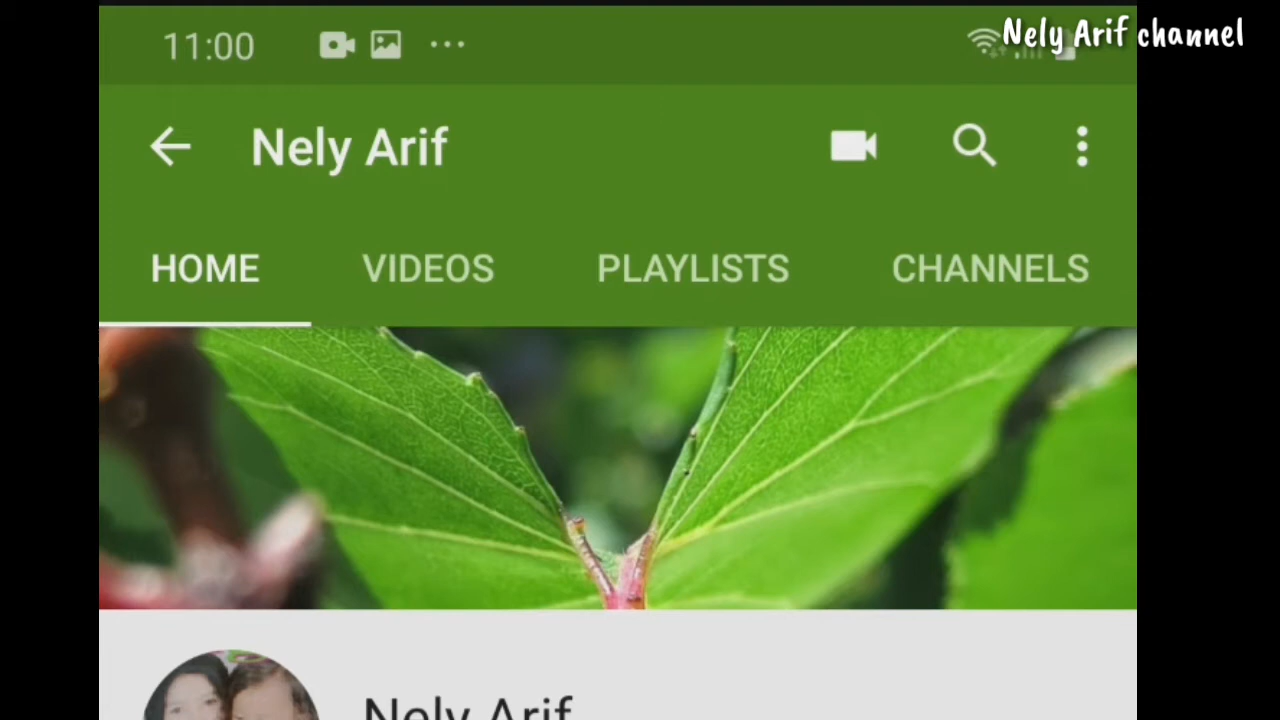 11:00
Nely Arif channel
Nely Arif
HOME VIDEOS PLAYLISTS CHANNELS
Nely Arif